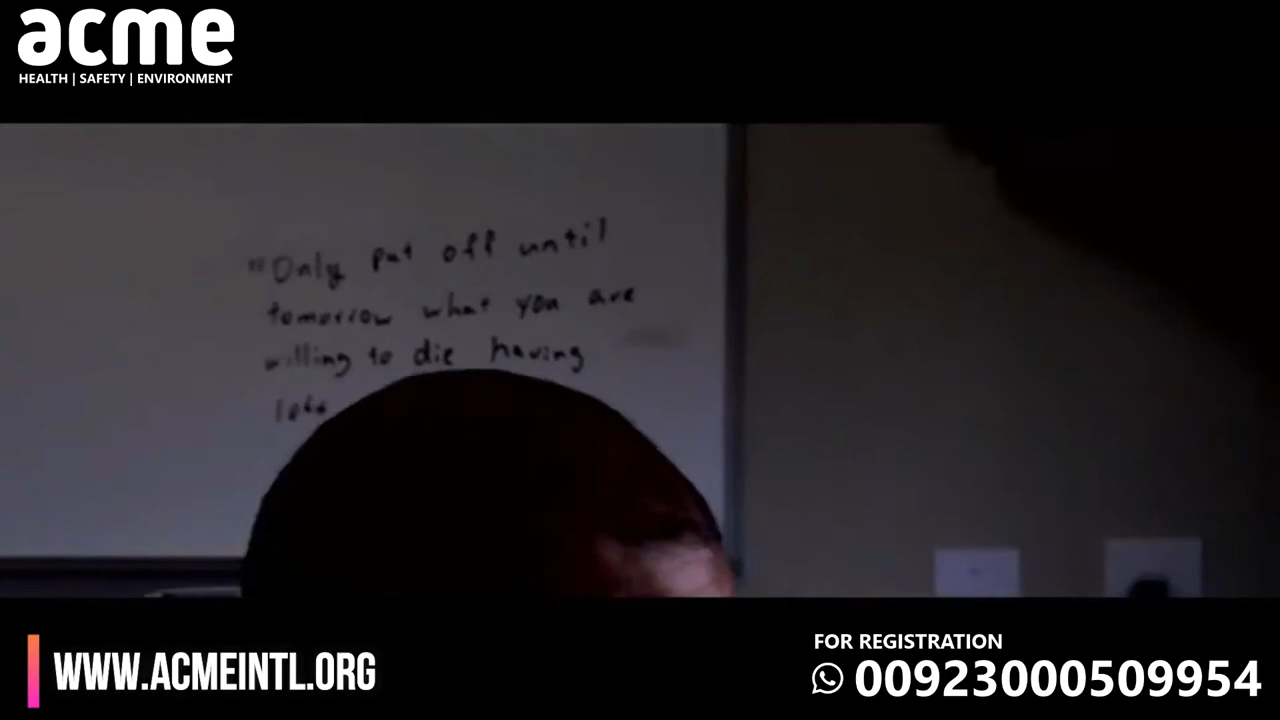 acme
HEALTH | SAFETY | ENVIRONMENT
"Only put off until
tomorrow what you are
willing to die having
WWW.ACMEINTL.ORG
FOR REGISTRATION
00923000509954